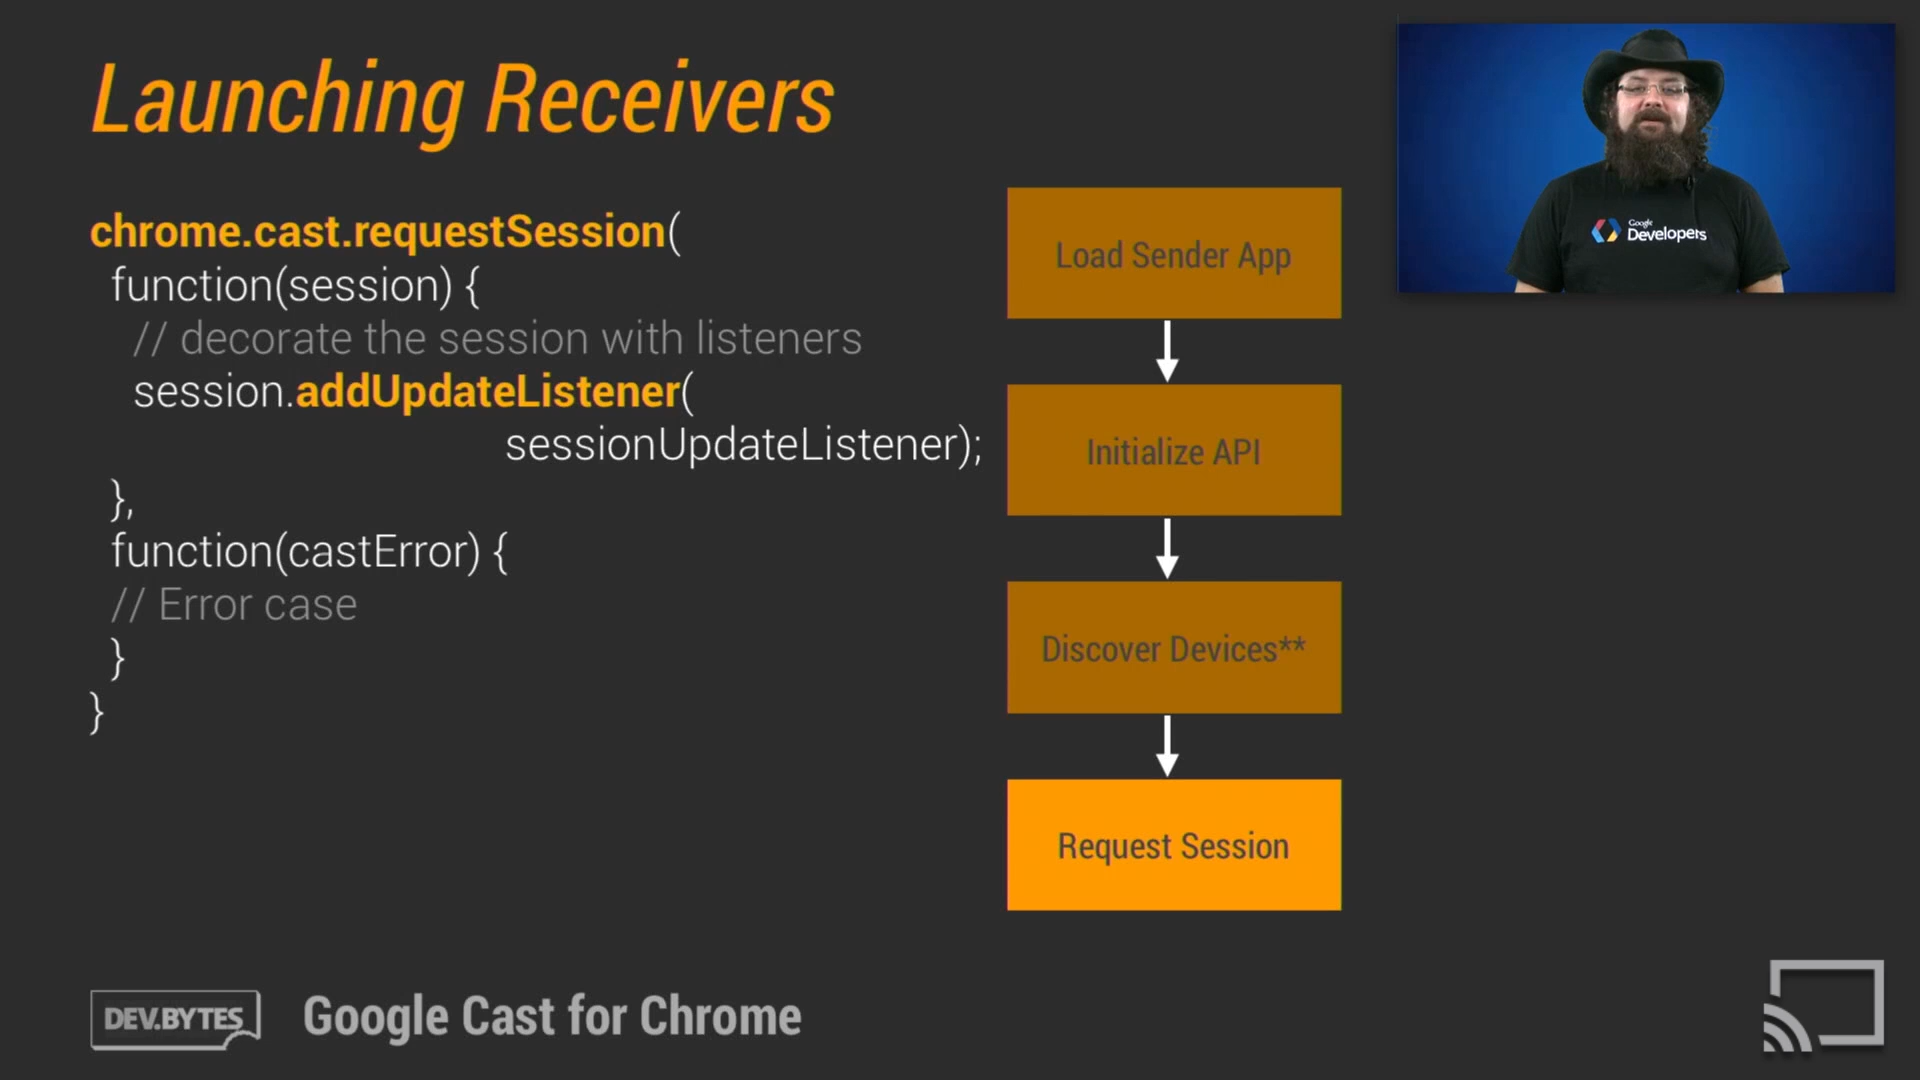 Launching Receivers
chrome.cast.requestSession(
function(session) {
// decorate the session with listeners
session.addUpdateListener(
sessionUpdateListener);
},
function(castError) {
// Error case
}
}
Load Sender App
Initialize API
Discover Devices**
Request Session
Google
Developers
DEV.BYTES
Google Cast for Chrome